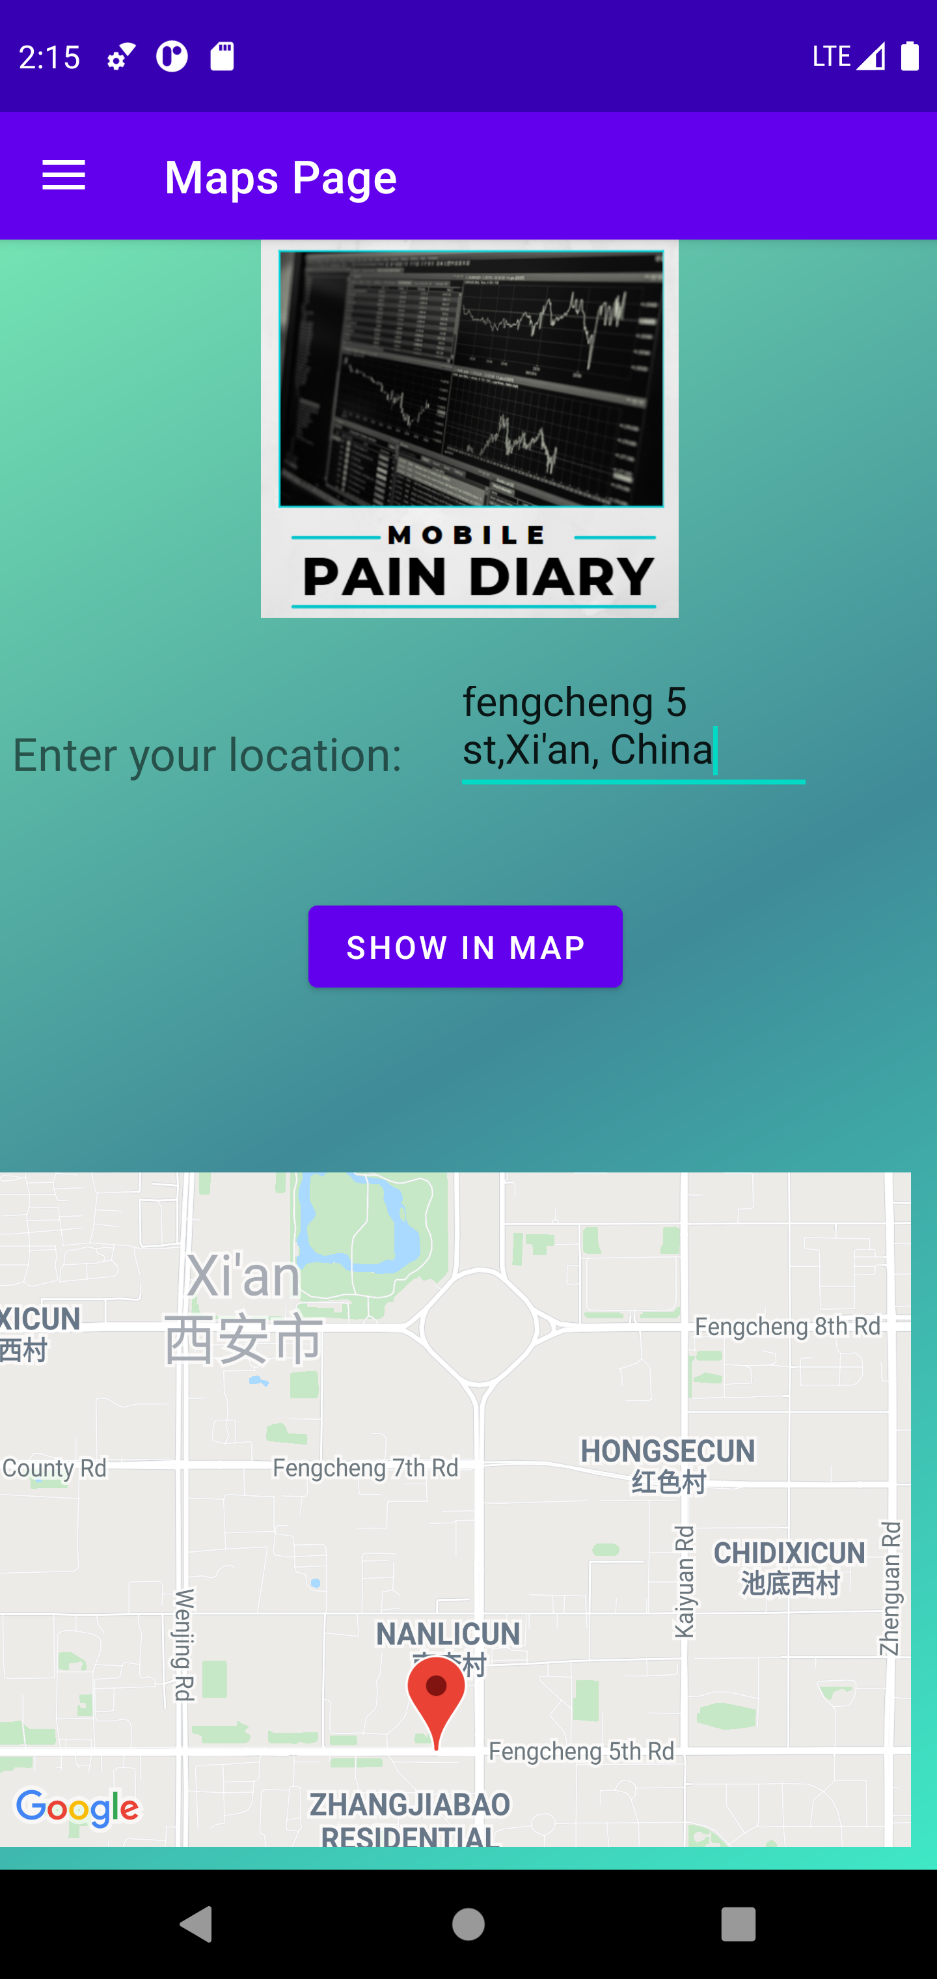 2:15
LTE
Maps Page
MOBILE
PAIN DIARY
fengcheng 5
st,Xi'an, China
Enter your location:
SHOW IN MAP
Xi'an
西安市
XICUN
西村
Fengcheng 8th Rd
HONGSECUN
红色村
County Rd
Fengcheng 7th Rd
CHIDIXICUN
池底西村
Kaiyuan Rd
Zhenguan Rd
Wenjing Rd
NANLICUN
村
Fengcheng 5th Rd
Google
ZHANGJIABAO
RESIDENTIAL